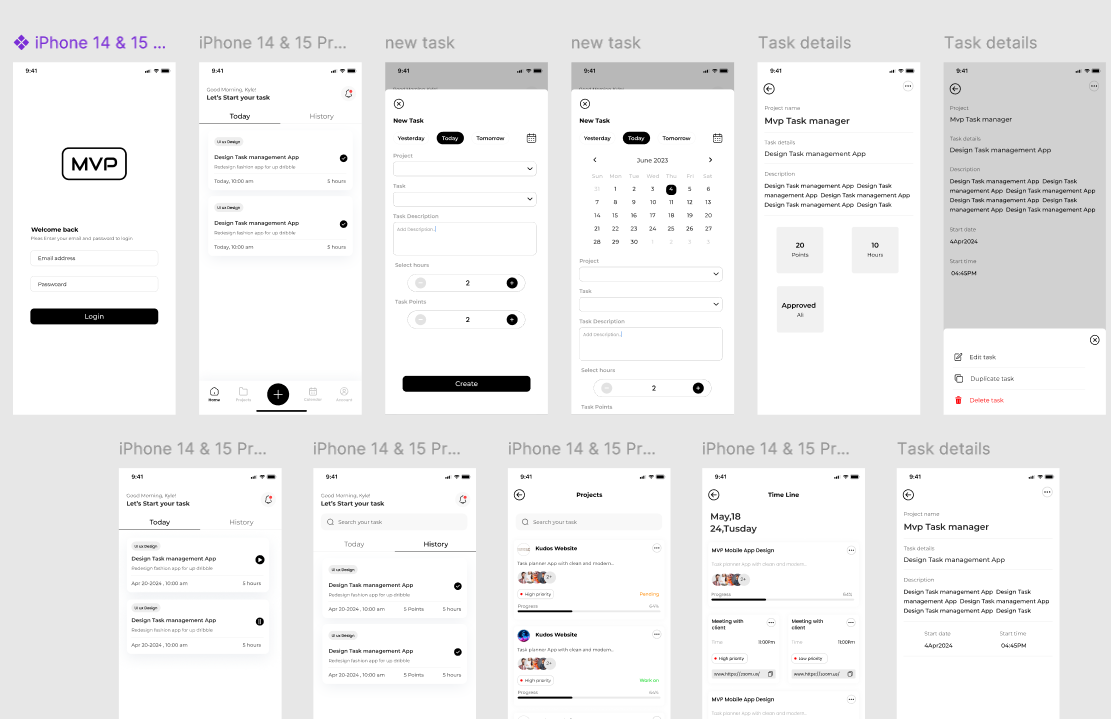 iPhone 14 & 15 ...
9:41
MVP
Welcome back
Pleas Enter your email and password to login
Email address
Passwoard
Login
iPhone 14 & 15 Pr...
9:41
Good Morning, Kyle!
Let's Start your task
Today
History
UI ux Design
Design Task management App
Redesign fashion app for up dribble
Today, 10:00 am
5 hours
UI ux Design
Design Task management App
Redesign fashion app for up dribble
Today, 10:00 am
5 hours
Home
Projects
Calendar
Account
new task
9:41
New Task
Yesterday
Today
Tomorrow
Project
Task
Task Description
Add Description..
Select hours
2
Task Points
2
Create
new task
9:41
New Task
Yesterday
Today
Tomorrow
June 2023
Sun Mon Tue Wed Thu Fri Sat
31 1 2 3 4 5 6
7 8 9 10 11 12 13
14 15 16 17 18 19 20
21 22 23 24 25 26 27
28 29 30 1 2 3
Project
Task
Task Description
Add Description..
Select hours
2
Task Points
Task details
9:41
Project name
Mvp Task manager
Task details
Design Task management App
Description
Design Task management App Design Task
management App Design Task management App
Design Task management App Design Task
20
Points
10
Hours
Approved
Ali
Task details
9:41
Project
Mvp Task manager
Task details
Design Task management App
Description
Design Task management App Design Task
management App Design Task management App
Design Task management App Design Task
management App Design Task management App
Start date
4Apr2024
Start time
04:45PM
Edit task
Duplicate task
Delete task
iPhone 14 & 15 Pr...
9:41
Good Morning, Kyle!
Let's Start your task
Today
History
UI ux Design
Design Task management App
Redesign fashion app for up dribble
Apr 20-2024 , 10:00 am
5 hours
UI ux Design
Design Task management App
Redesign fashion app for up dribble
Apr 20-2024 , 10:00 am
5 hours
iPhone 14 & 15 Pr...
9:41
Good Morning, Kyle!
Let's Start your task
Search your task
Today
History
UI ux Design
Design Task management App
Redesign fashion app for up dribble
Apr 20-2024 , 10:00 am
5 Points
5 hours
UI ux Design
Design Task management App
Redesign fashion app for up dribble
Apr 20-2024 , 10:00 am
5 Points
5 hours
iPhone 14 & 15 Pr...
9:41
Projects
Search your task
Kudos Website
Task planner App with clean and modern...
2+
High priority
Pending
Progress
64%
Kudos Website
Task planner App with clean and modern...
2+
High priority
Work on
Progress
64%
iPhone 14 & 15 Pr...
9:41
Time Line
May,18
24,Tusday
MVP Mobile App Design
Task planner App with clean and modern...
2+
Progress
64%
Meeting with
client
Time
11:00Pm
High priority
www.https//:zoom.us/
Meeting with
client
Time
11:00Pm
Low priority
www.https//:zoom.us/
MVP Mobile App Design
Task planner App with clean and modern...
Task details
9:41
Project name
Mvp Task manager
Task details
Design Task management App
Description
Design Task management App Design Task
management App Design Task management App
Design Task management App Design Task
Start date
4Apr2024
Start time
04:45PM